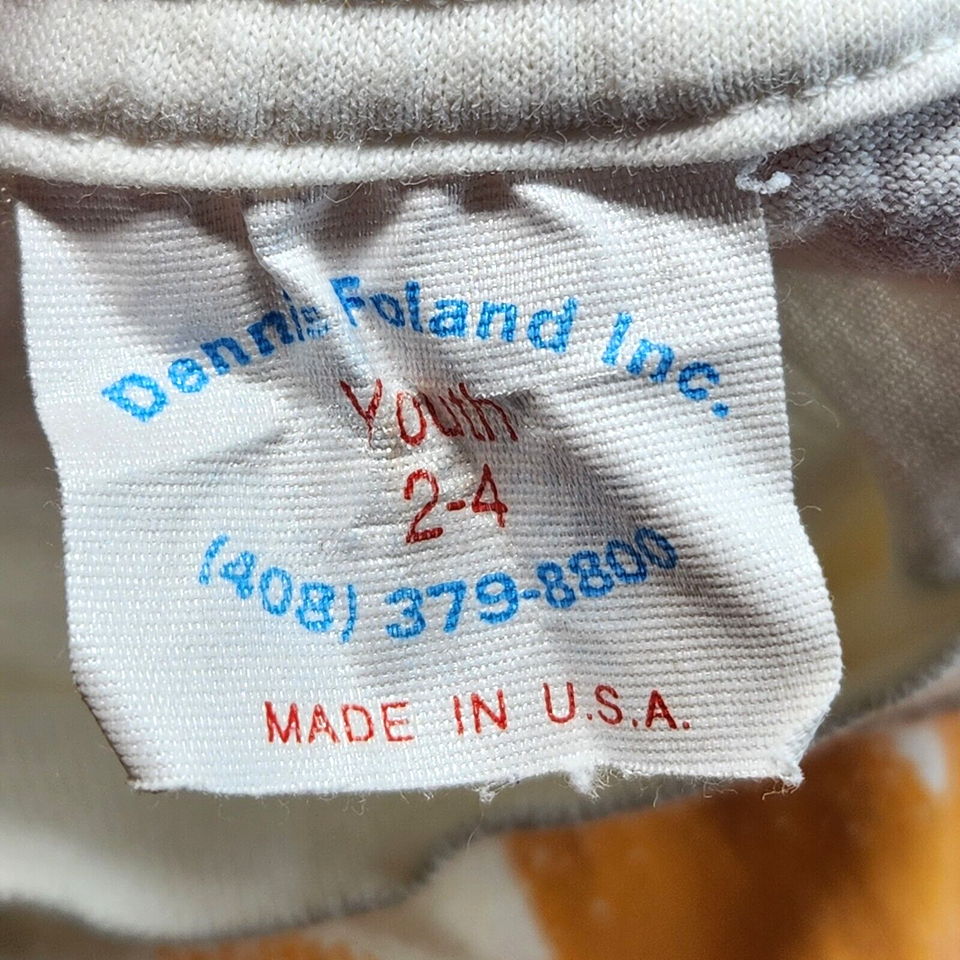 Dennis Foland Inc.
Youth
2-4
(408) 379-8800
MADE IN U.S.A.